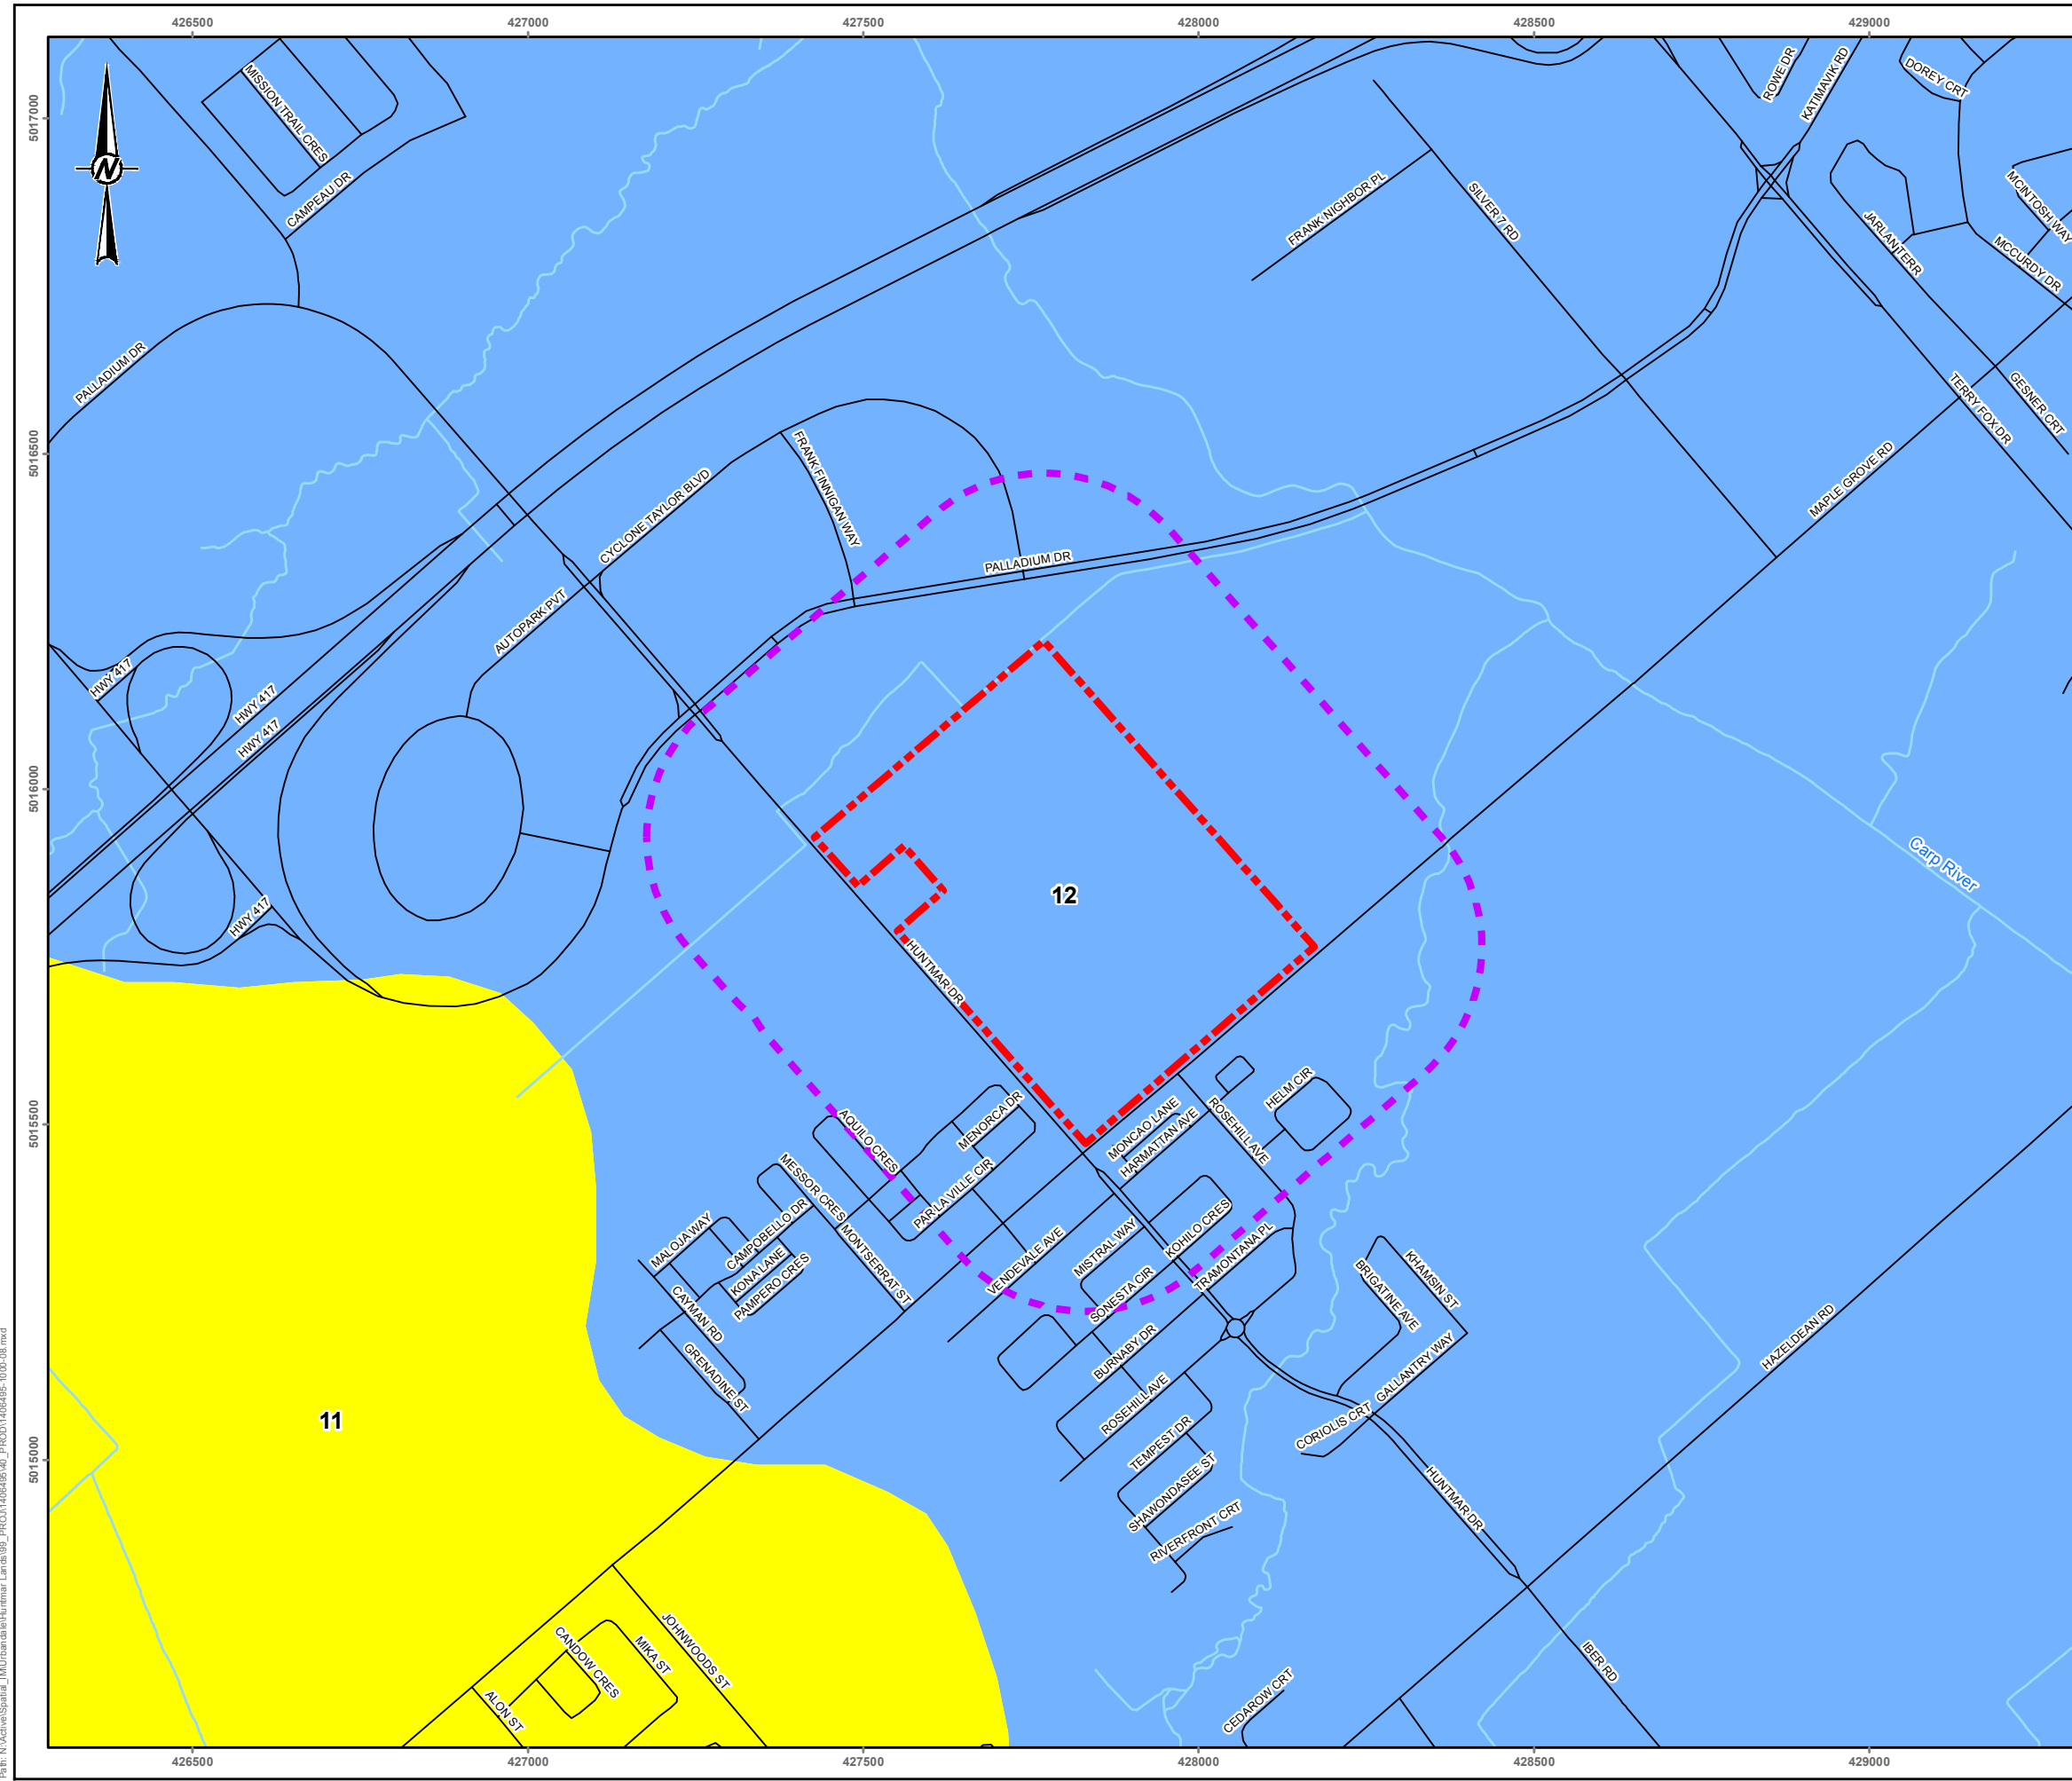 426500 427000 427500 428000 428500 429000
5017000
5016500
5016000
5015500
5015000
N
MISSION TRAIL CRES
CAMPEAU DR
PALLADIUM DR
ROWE DR
KATIMAVIK RD
DOREY CRT
MCINTOSH WAY
JARLAN TERR
MCCURDY DR
FRANK NIGHBOR PL
SILVER 7 RD
GESNER CRT
TERRY FOX DR
MAPLE GROVE RD
FRANK FINNIGAN WAY
CYCLONE TAYLOR BLVD
PALLADIUM DR
AUTOPARK PVT
HWY 417
HWY 417
HWY 417
HWY 417
Carp River
12
HUNTMAR DR
HELM CIR
MONCAO LANE
HARMATTAN AVE
ROSEHILL AVE
MENORCA DR
AQUILO CRES
PAR-LA-VILLE CIR
MESSOR CRES
MONTSERRAT ST
CAMPOBELLO DR
MALOJA WAY
KONA LANE
PAMPERO CRES
CAYMAN RD
GRENADINE ST
VENDEVALE AVE
MISTRAL WAY
KOHILO CRES
SONESTA CIR
TRAMONTANA PL
BURNABY DR
ROSEHILL AVE
TEMPEST DR
SHAWONDASEE ST
RIVERFRONT CRT
KHAMSIN ST
BRIGATINE AVE
GALLANTRY WAY
CORIOLIS CRT
HAZELDEAN RD
HUNTMAR DR
IBER RD
CEDAROW CRT
11
JOHNWOODS ST
MIKA ST
CANDOW CRES
ALON ST
426500 427000 427500 428000 428500 429000